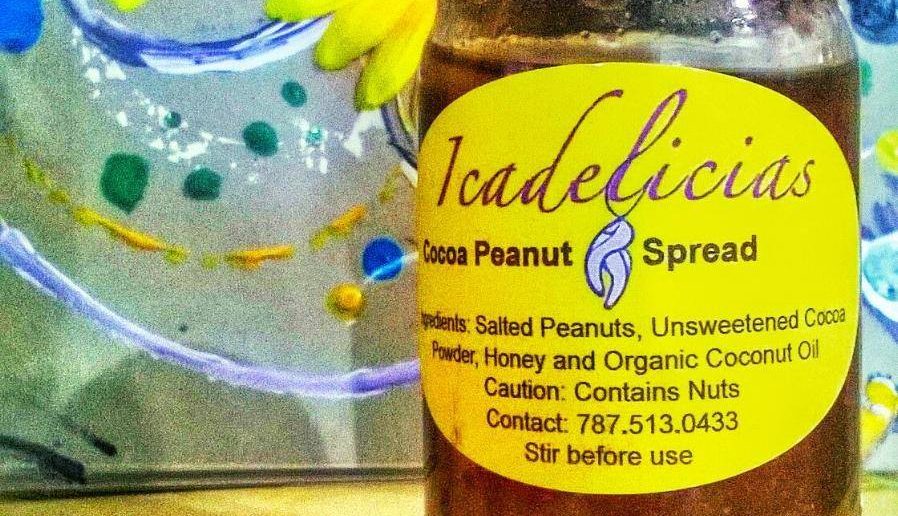 Icadelicias
Cocoa Peanut Spread
Ingredients: Salted Peanuts, Unsweetened Cocoa
Powder, Honey and Organic Coconut Oil
Caution: Contains Nuts
Contact: 787.513.0433
Stir before use